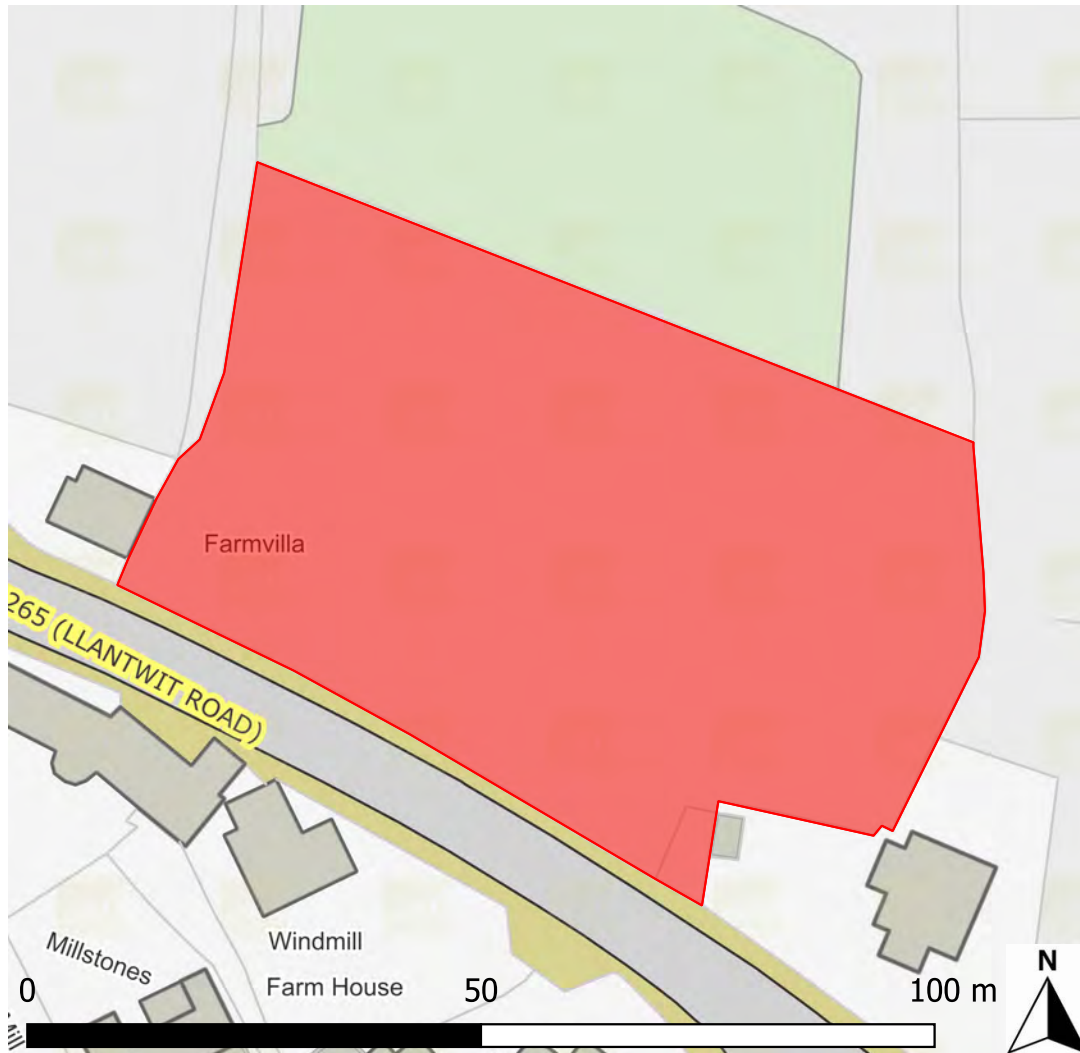 Farmvilla
265 (LLANTWIT ROAD)
Millstones
Windmill
Farm House
N
0 50 100 m